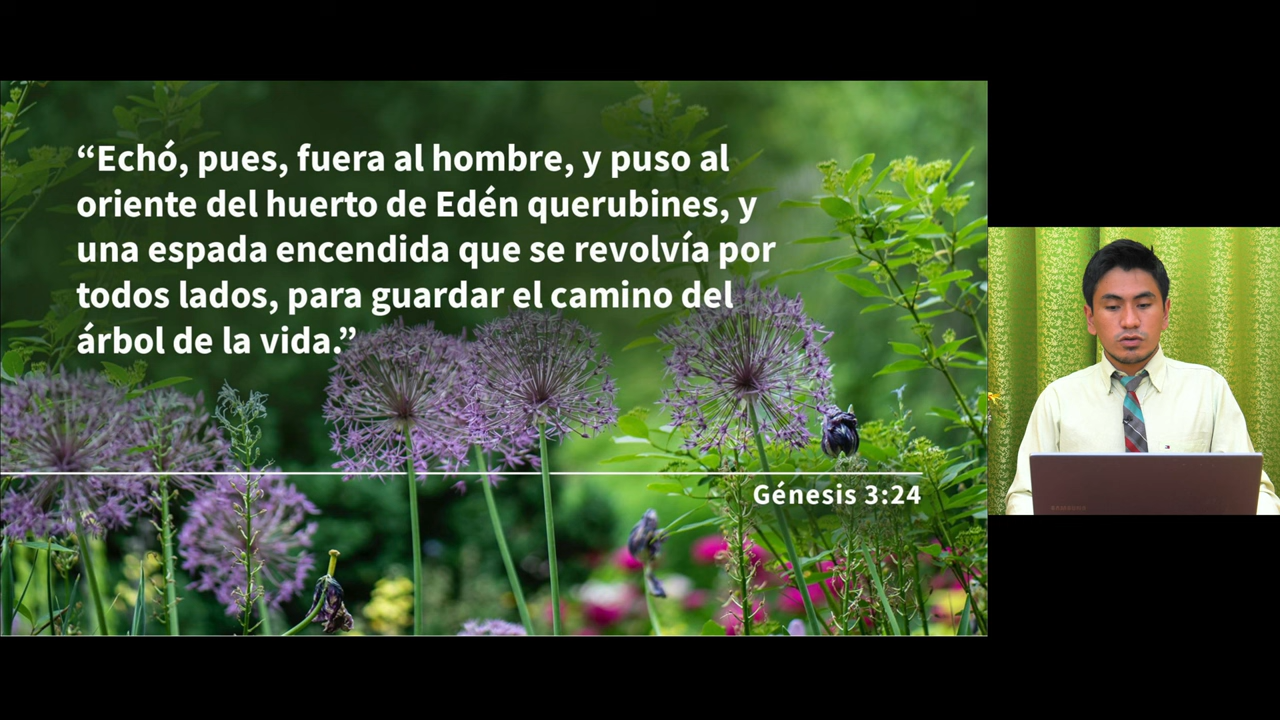 “Echó, pues, fuera al hombre, y puso al
oriente del huerto de Edén querubines, y
una espada encendida que se revolvía por
todos lados, para guardar el camino del
árbol de la vida.”
Génesis 3:24
SAMSUNG